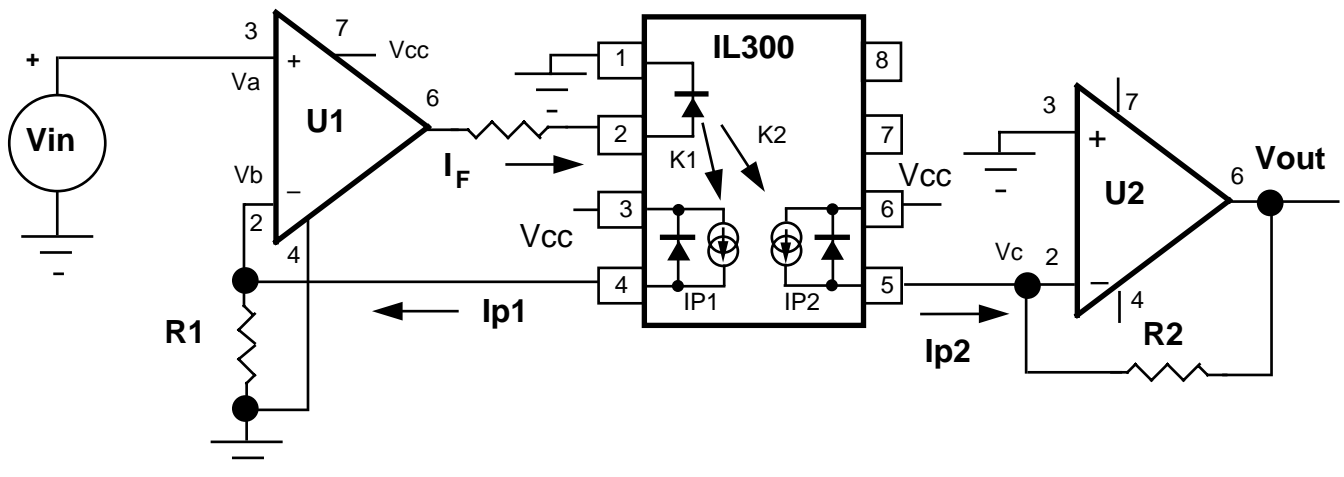 +
Vin
3
Va
+
7
Vcc
U1
6
Vb
–
2
4
I F
R1
Ip1
IL300
1
2
3
4
8
7
6
5
K1
K2
Vcc
Vcc
IP1
IP2
Ip2
3
+
7
U2
6
Vout
Vc
2
–
4
R2